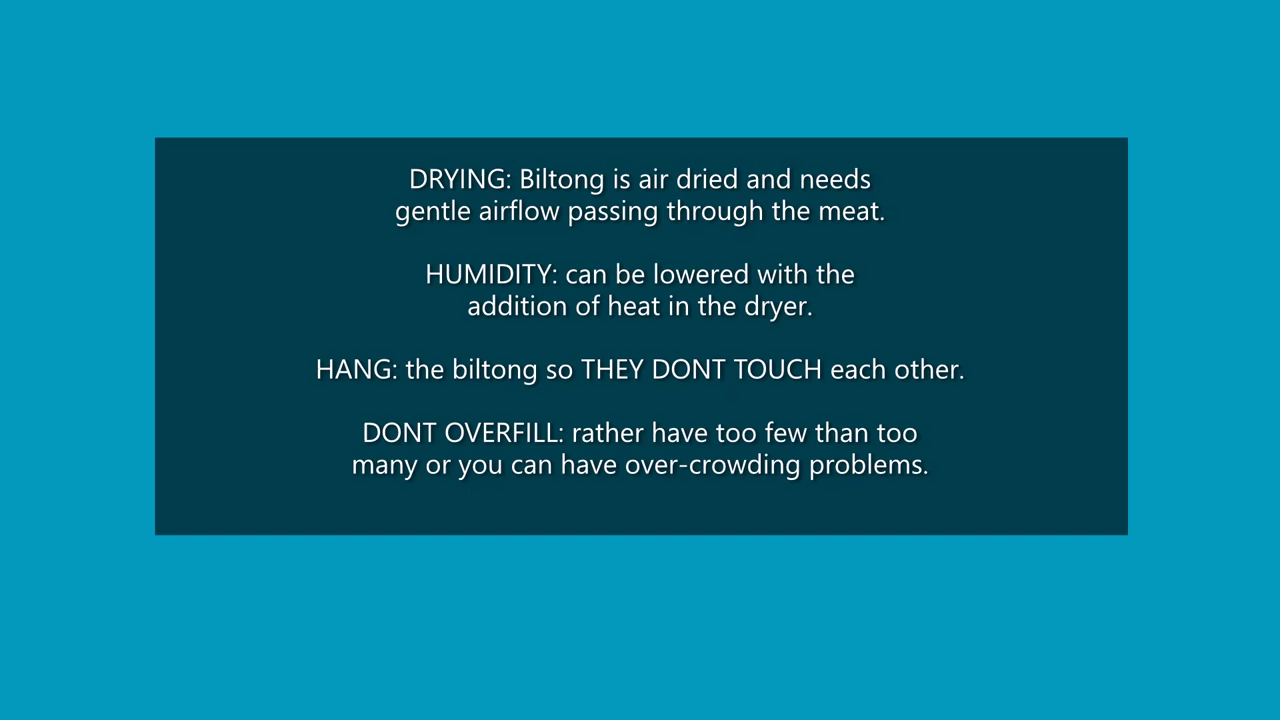 DRYING: Biltong is air dried and needs
gentle airflow passing through the meat.
HUMIDITY: can be lowered with the
addition of heat in the dryer.
HANG: the biltong so THEY DONT TOUCH each other.
DONT OVERFILL: rather have too few than too
many or you can have over-crowding problems.